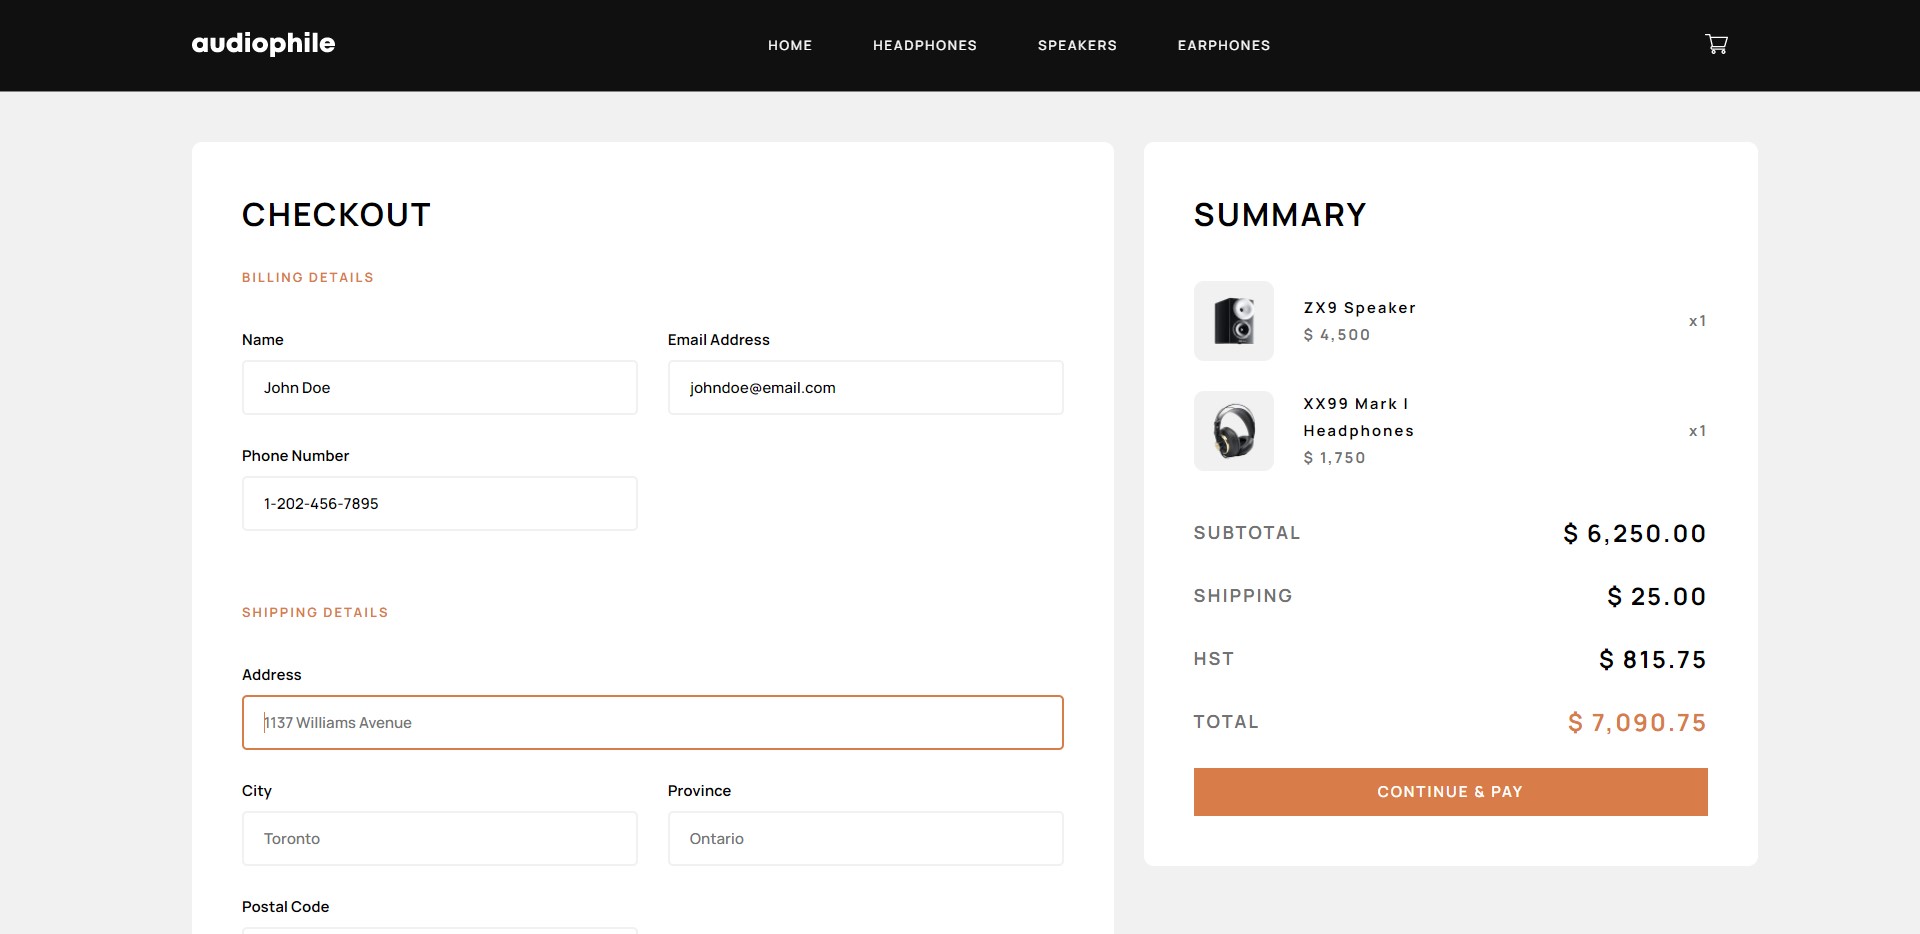 audiophile
HOME HEADPHONES SPEAKERS EARPHONES
CHECKOUT
BILLING DETAILS
Name
John Doe
Email Address
johndoe@email.com
Phone Number
1-202-456-7895
SHIPPING DETAILS
Address
1137 Williams Avenue
City
Toronto
Province
Ontario
Postal Code
SUMMARY
ZX9 Speaker
$ 4,500
x1
XX99 Mark I
Headphones
$ 1,750
x1
SUBTOTAL $ 6,250.00
SHIPPING $ 25.00
HST $ 815.75
TOTAL $ 7,090.75
CONTINUE & PAY